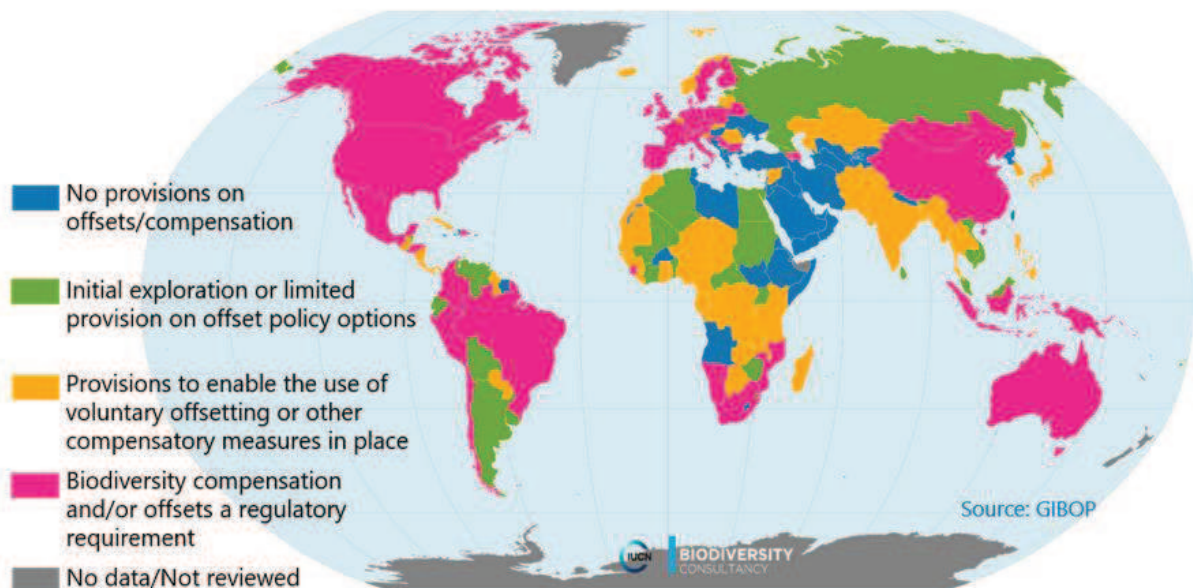 No provisions on
offsets/compensation
Initial exploration or limited
provision on offset policy options
Provisions to enable the use of
voluntary offsetting or other
compensatory measures in place
Biodiversity compensation
and/or offsets a regulatory
requirement
No data/Not reviewed
Source: GIBOP
IUCN
BIODIVERSITY
CONSULTANCY